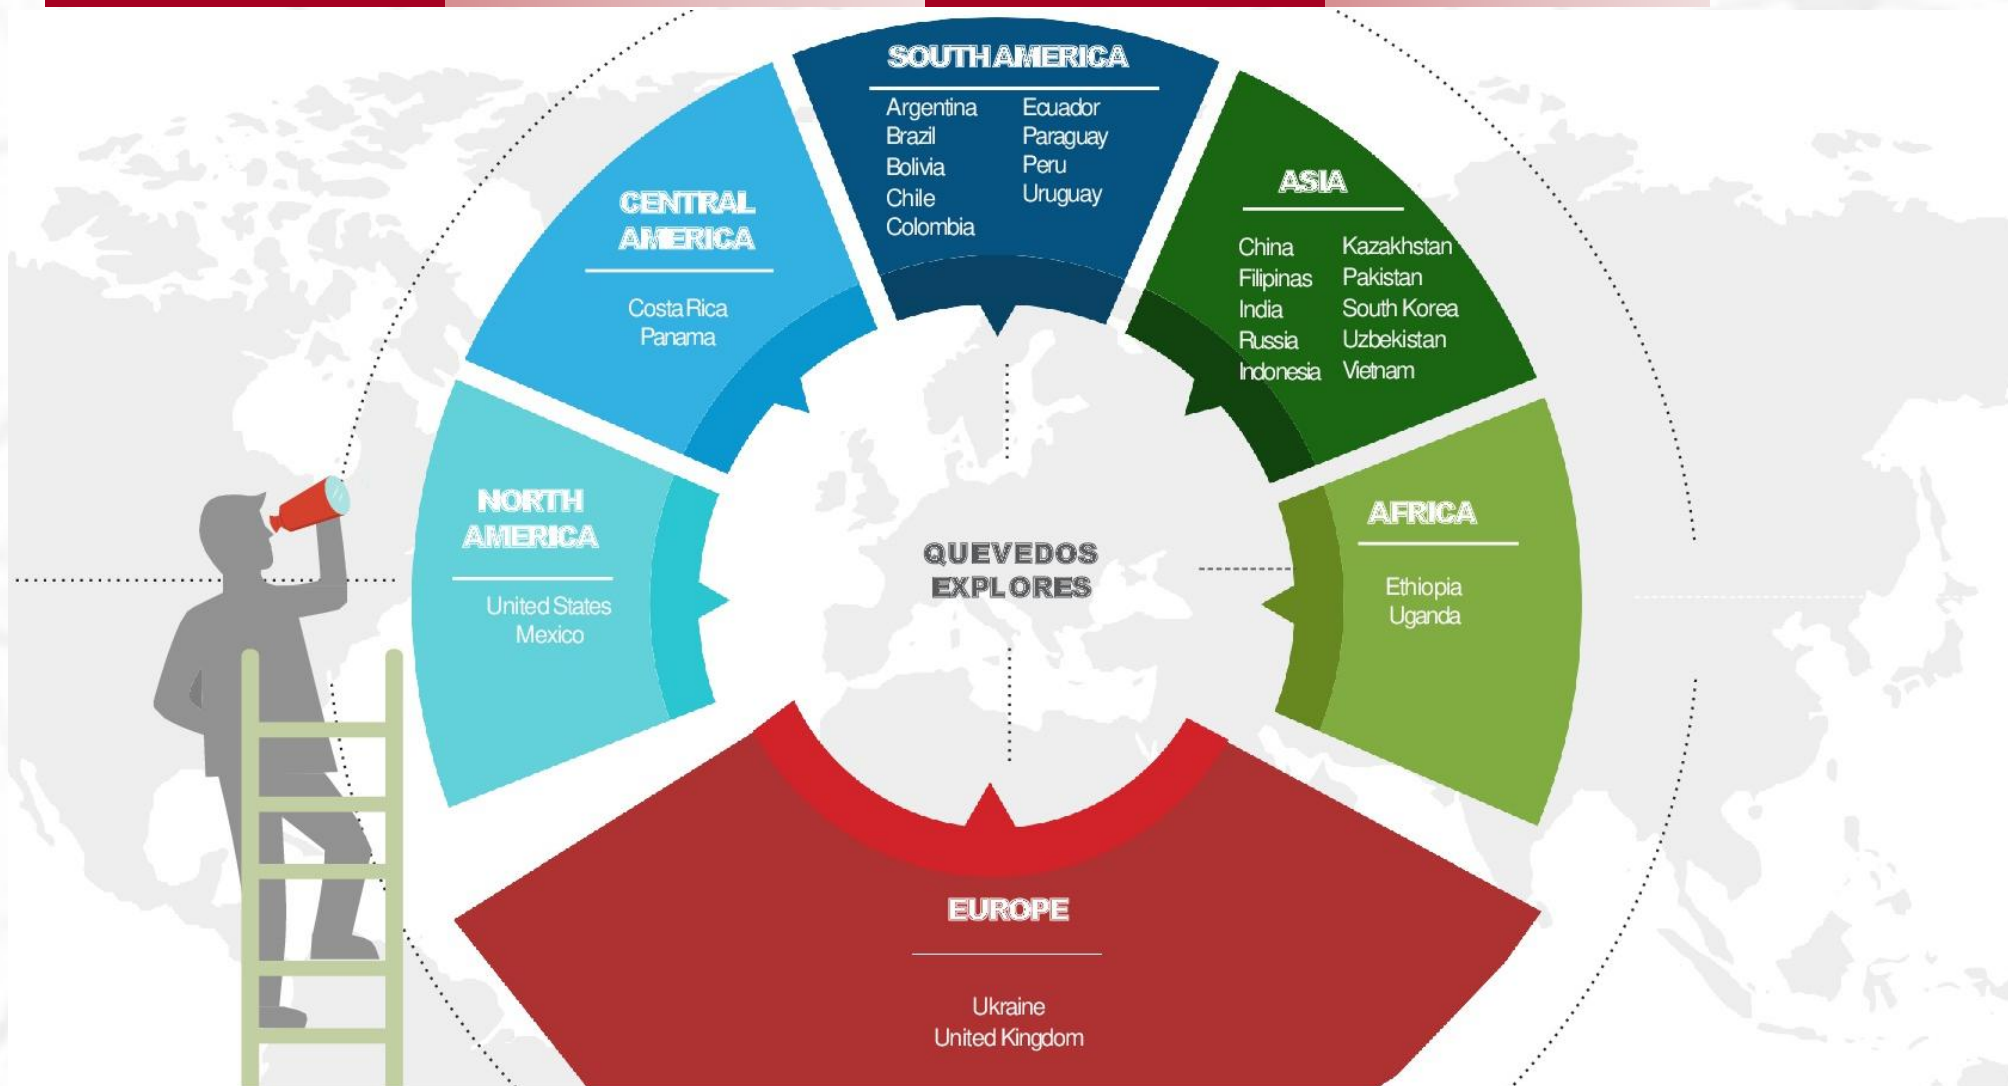 SOUTH AMERICA
Argentina
Brazil
Bolivia
Chile
Colombia
Ecuador
Paraguay
Peru
Uruguay
CENTRAL
AMERICA
Costa Rica
Panama
ASIA
China
Filipinas
India
Russia
Indonesia
Kazakhstan
Pakistan
South Korea
Uzbekistan
Vietnam
NORTH
AMERICA
United States
Mexico
QUEVEDOS
EXPLORES
AFRICA
Ethiopia
Uganda
EUROPE
Ukraine
United Kingdom